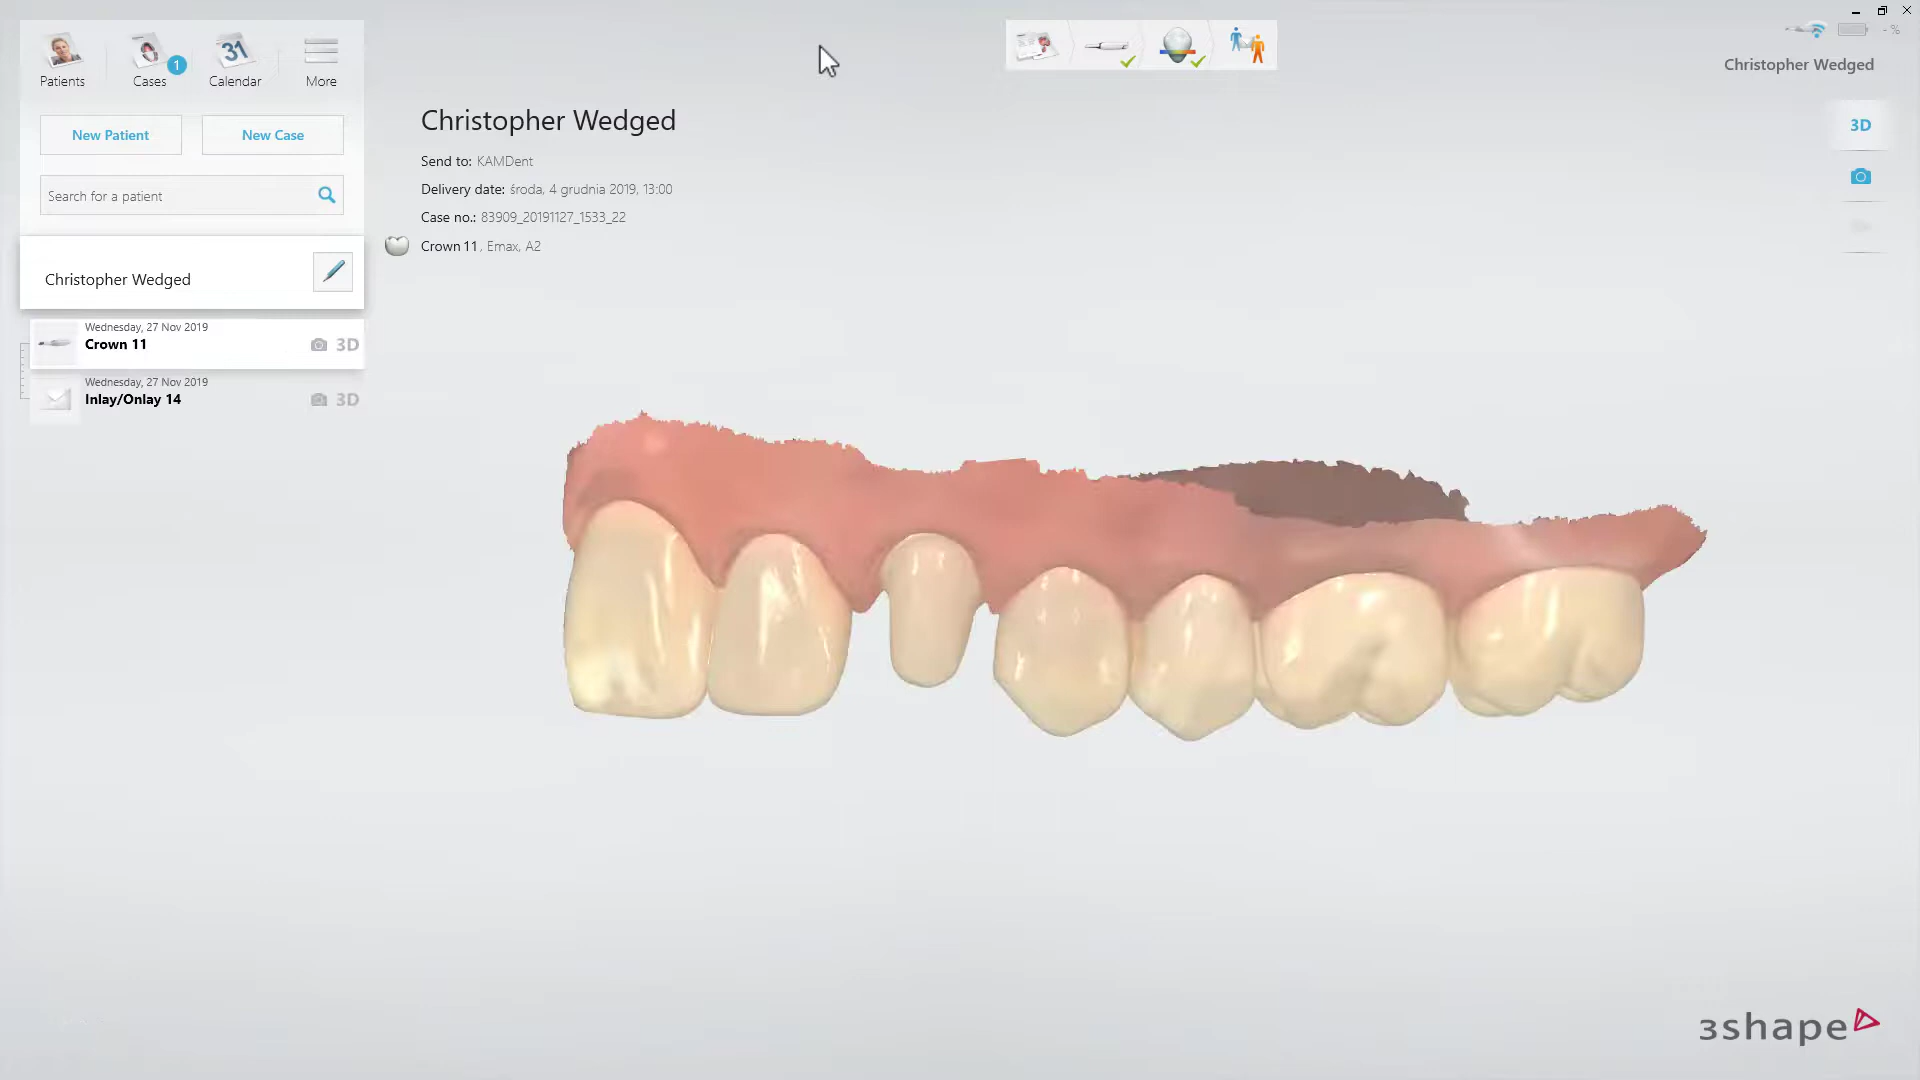 Patients
Cases
1
31
Calendar
More
- %
Christopher Wedged
New Patient
New Case
Search for a patient
Christopher Wedged
Wednesday, 27 Nov 2019
Crown 11
3D
Wednesday, 27 Nov 2019
Inlay/Onlay 14
3D
Christopher Wedged
Send to: KAMDent
Delivery date: środa, 4 grudnia 2019, 13:00
Case no.: 83909_20191127_1533_22
Crown 11, Emax, A2
3D
3shape